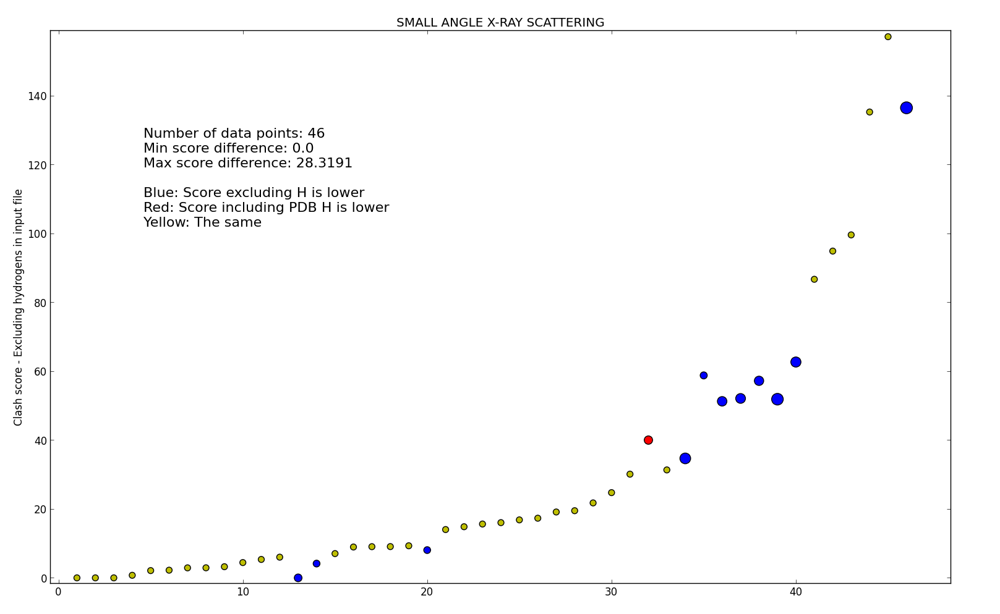 SMALL ANGLE X-RAY SCATTERING
Clash score - Excluding hydrogens in input file
140
120
100
80
60
40
20
0
Number of data points: 46
Min score difference: 0.0
Max score difference: 28.3191
Blue: Score excluding H is lower
Red: Score including PDB H is lower
Yellow: The same
0 10 20 30 40